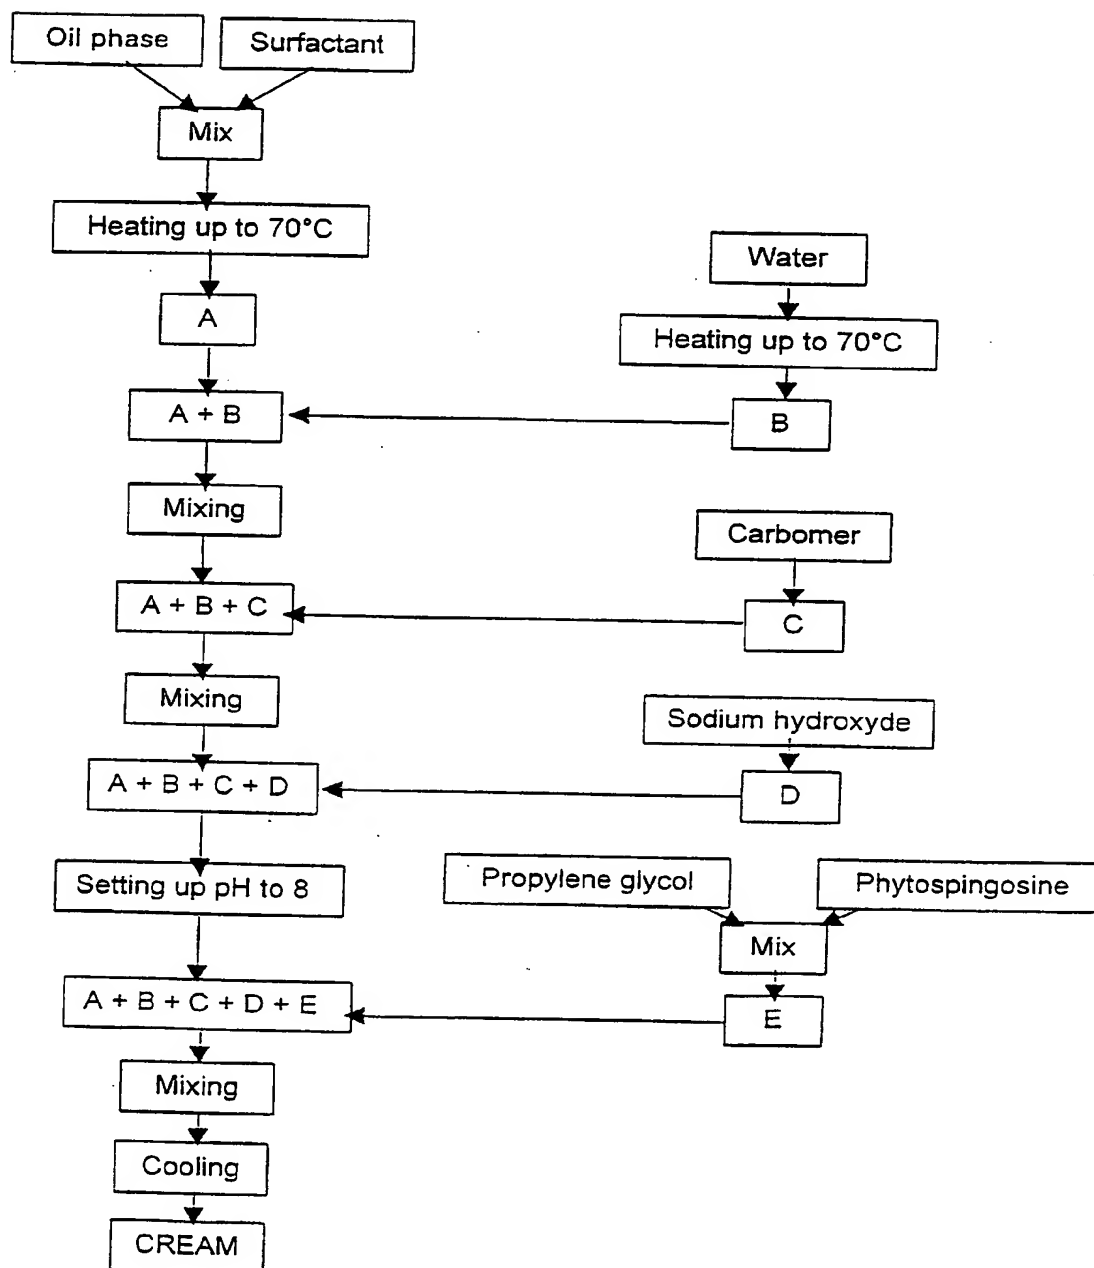 Oil phase
Surfactant
Mix
Heating up to 70°C
Water
A
Heating up to 70°C
A + B
B
Mixing
Carbomer
A + B + C
C
Mixing
Sodium hydroxyde
A + B + C + D
D
Setting up pH to 8
Propylene glycol
Phytospingosine
Mix
A + B + C + D + E
E
Mixing
Cooling
CREAM